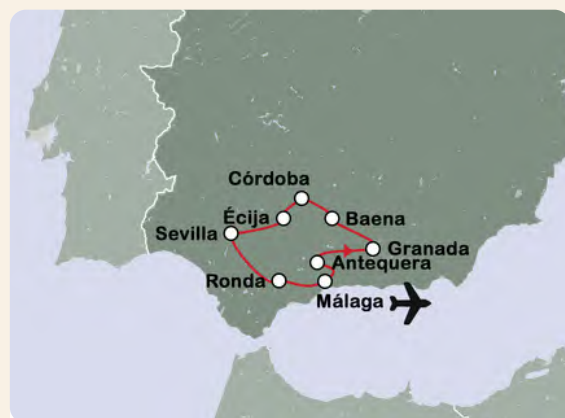 Córdoba
Écija
Baena
Sevilla
Granada
Antequera
Ronda
Málaga